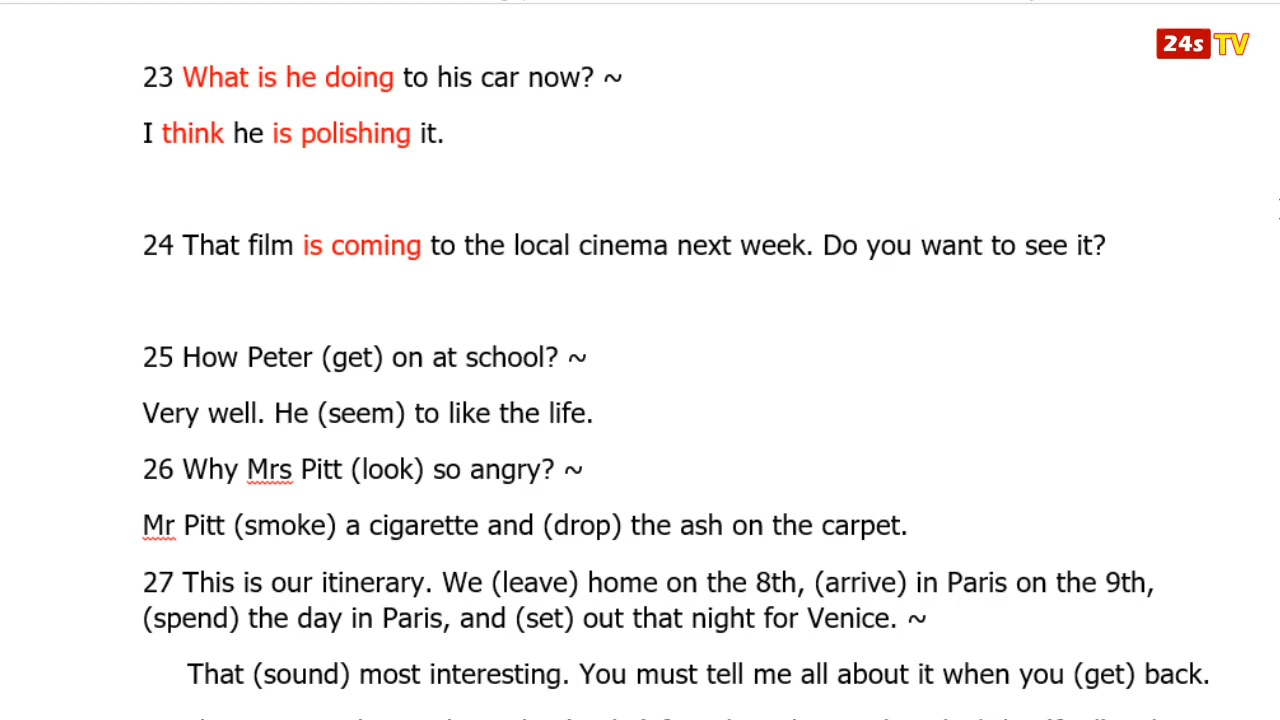 24s TV
23 What is he doing to his car now? ~
I think he is polishing it.
24 That film is coming to the local cinema next week. Do you want to see it?
25 How Peter (get) on at school? ~
Very well. He (seem) to like the life.
26 Why Mrs Pitt (look) so angry? ~
Mr Pitt (smoke) a cigarette and (drop) the ash on the carpet.
27 This is our itinerary. We (leave) home on the 8th, (arrive) in Paris on the 9th,
(spend) the day in Paris, and (set) out that night for Venice. ~
That (sound) most interesting. You must tell me all about it when you (get) back.